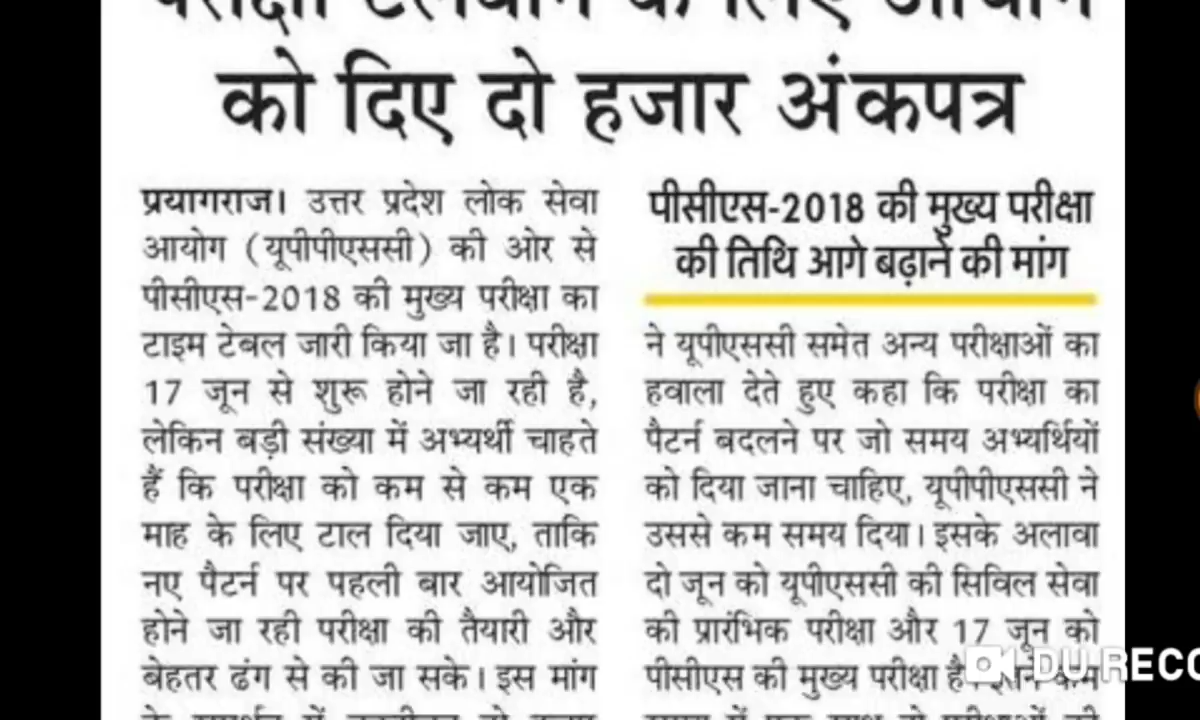 को दिए दो हजार अंकपत्र
प्रयागराज। उत्तर प्रदेश लोक सेवा
आयोग (यूपीपीएससी) की ओर से
पीसीएस-2018 की मुख्य परीक्षा का
टाइम टेबल जारी किया जा है। परीक्षा
17 जून से शुरू होने जा रही है,
लेकिन बड़ी संख्या में अभ्यर्थी चाहते
हैं कि परीक्षा को कम से कम एक
माह के लिए टाल दिया जाए, ताकि
नए पैटर्न पर पहली बार आयोजित
होने जा रही परीक्षा की तैयारी और
बेहतर ढंग से की जा सके। इस मांग
पीसीएस-2018 की मुख्य परीक्षा
की तिथि आगे बढ़ाने की मांग
ने यूपीएससी समेत अन्य परीक्षाओं का
हवाला देते हुए कहा कि परीक्षा का
पैटर्न बदलने पर जो समय अभ्यर्थियों
को दिया जाना चाहिए, यूपीपीएससी ने
उससे कम समय दिया। इसके अलावा
दो जून को यूपीएससी की सिविल सेवा
की प्रारंभिक परीक्षा और 17 जून को
पीसीएस की मुख्य परीक्षा है।
DU RECO